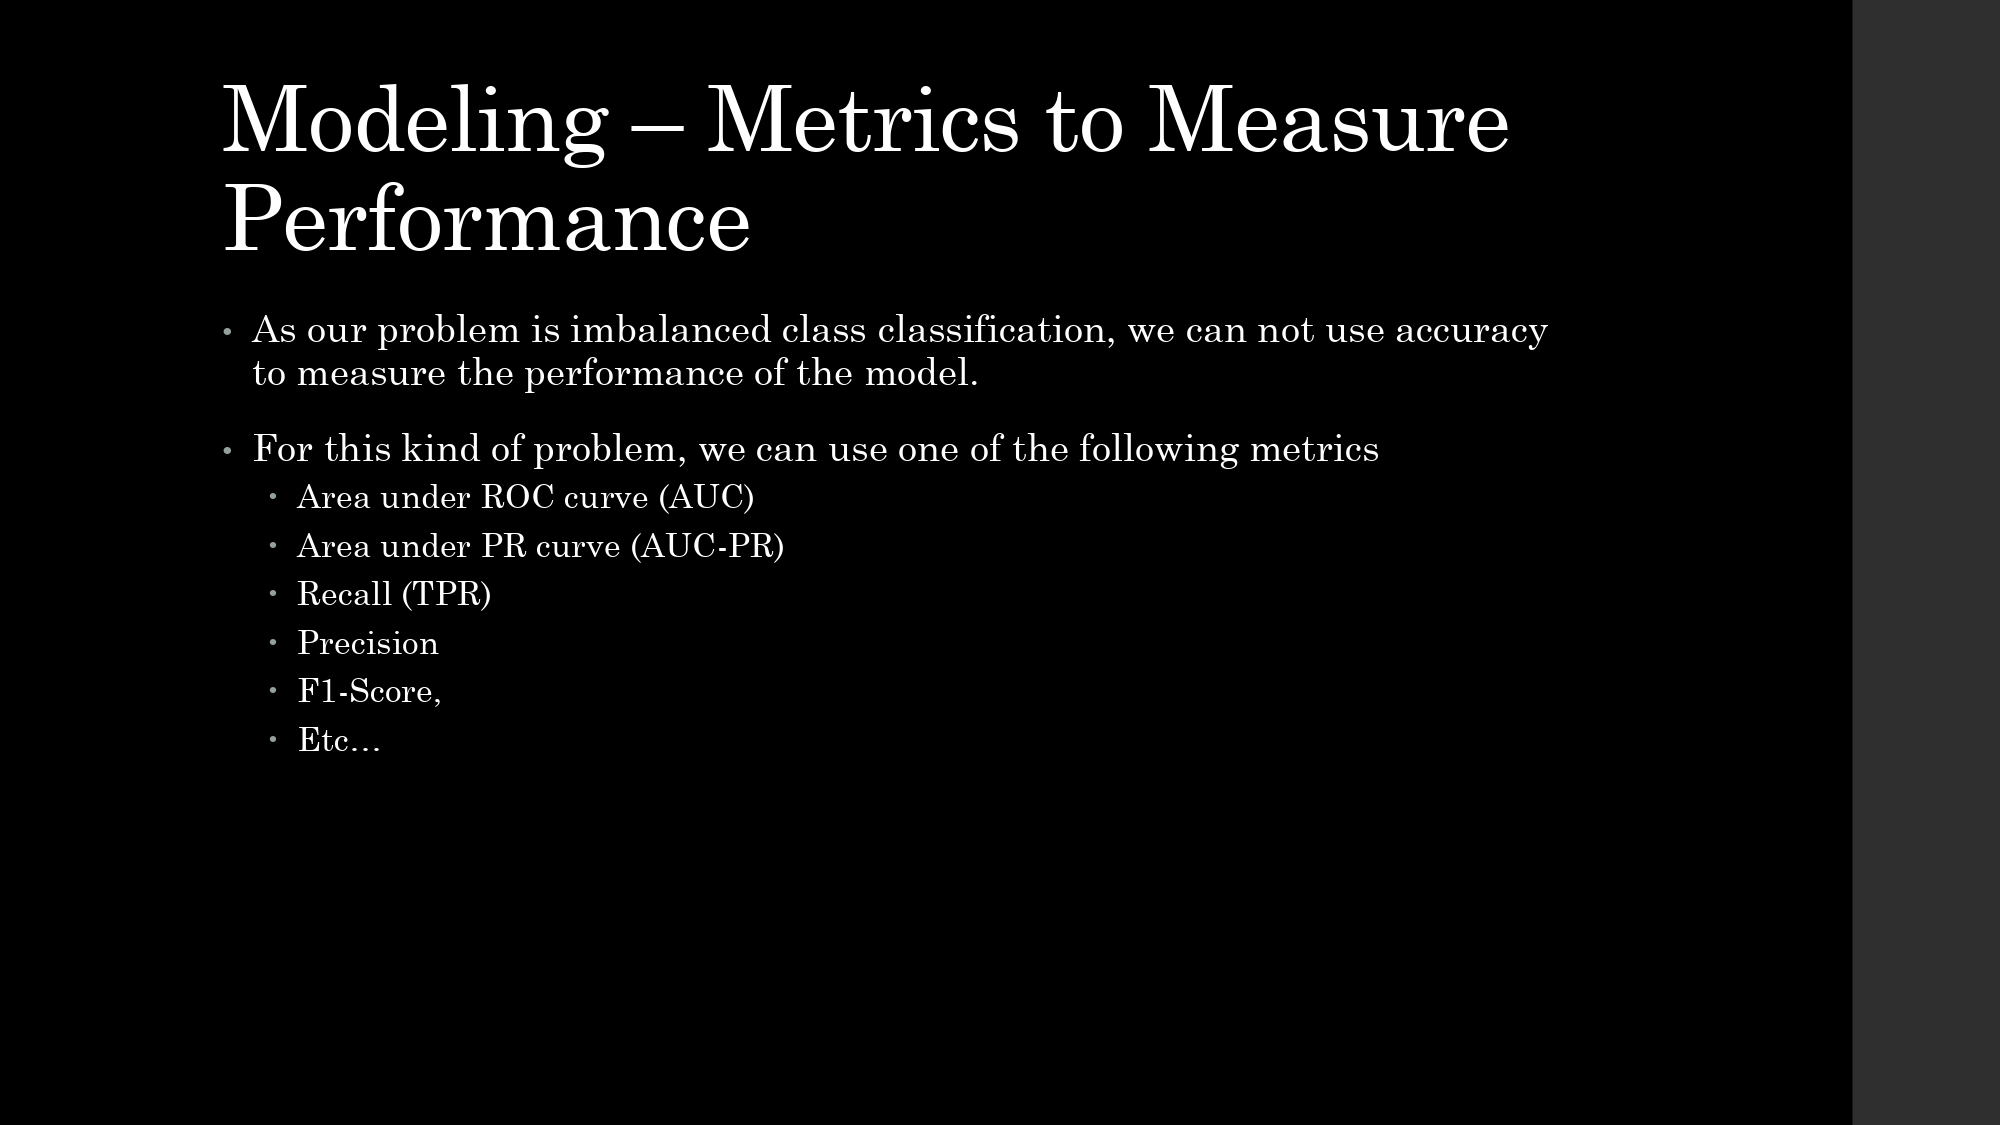 Modeling – Metrics to Measure
Performance
• As our problem is imbalanced class classification, we can not use accuracy
to measure the performance of the model.
• For this kind of problem, we can use one of the following metrics
• Area under ROC curve (AUC)
• Area under PR curve (AUC-PR)
• Recall (TPR)
• Precision
• F1-Score,
• Etc…